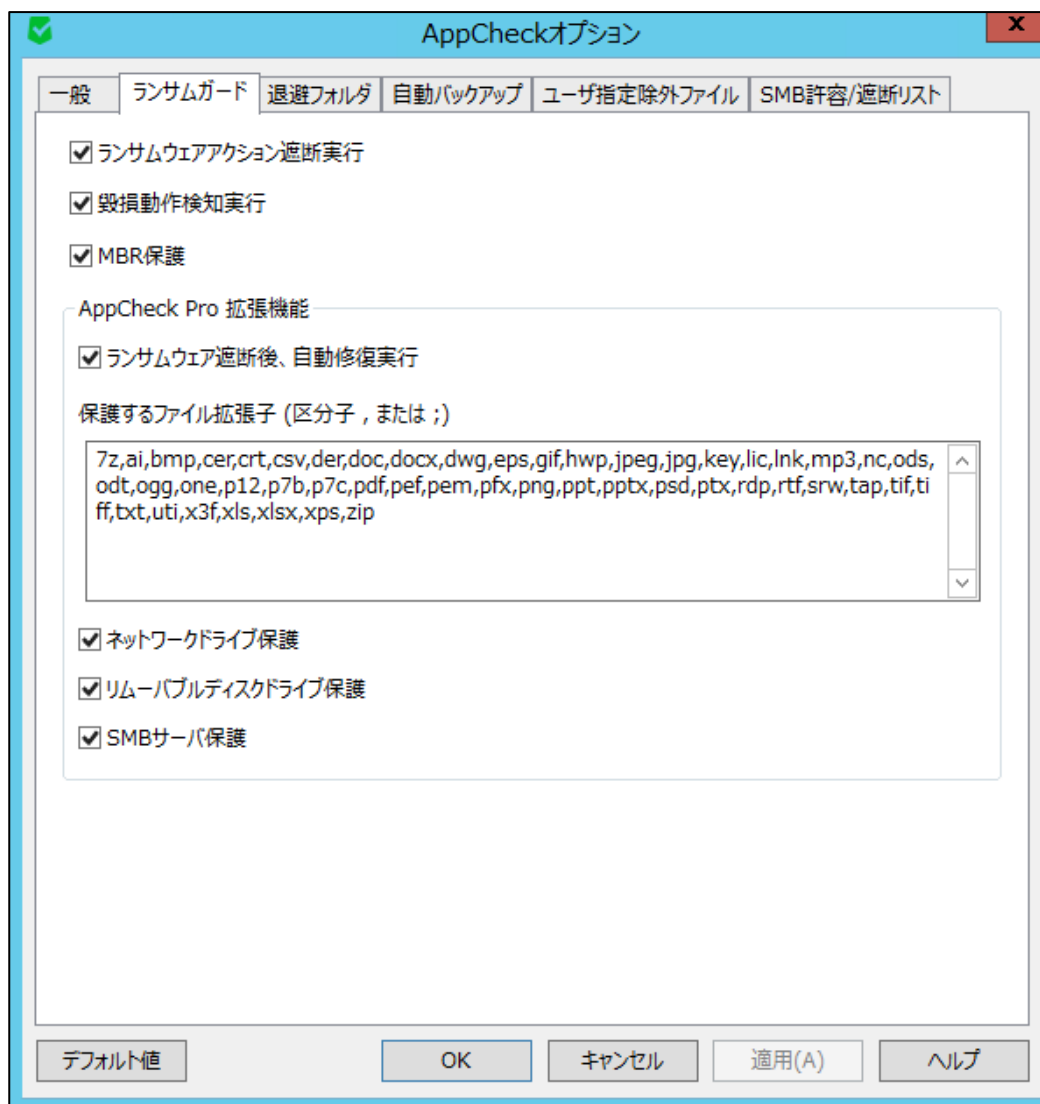 AppCheckオプション
x
一般 ランサムガード 退避フォルダ 自動バックアップ ユーザ指定除外ファイル SMB許容/遮断リスト
ランサムウェアアクション遮断実行
毀損動作検知実行
MBR保護
AppCheck Pro 拡張機能
ランサムウェア遮断後、自動修復実行
保護するファイル拡張子 (区分子 , または ;)
7z,ai,bmp,cer,crt,csv,der,doc,docx,dwg,eps,gif,hwp,jpeg,jpg,key,lic,lnk,mp3,nc,ods,
odt,ogg,one,p12,p7b,p7c,pdf,pef,pem,pfx,png,ppt,pptx,psd,ptx,rdp,rtf,srw,tap,tif,ti
ff,txt,uti,x3f,xls,xlsx,xps,zip
ネットワークドライブ保護
リムーバブルディスクドライブ保護
SMBサーバ保護
デフォルト値 OK キャンセル 適用(A) ヘルプ